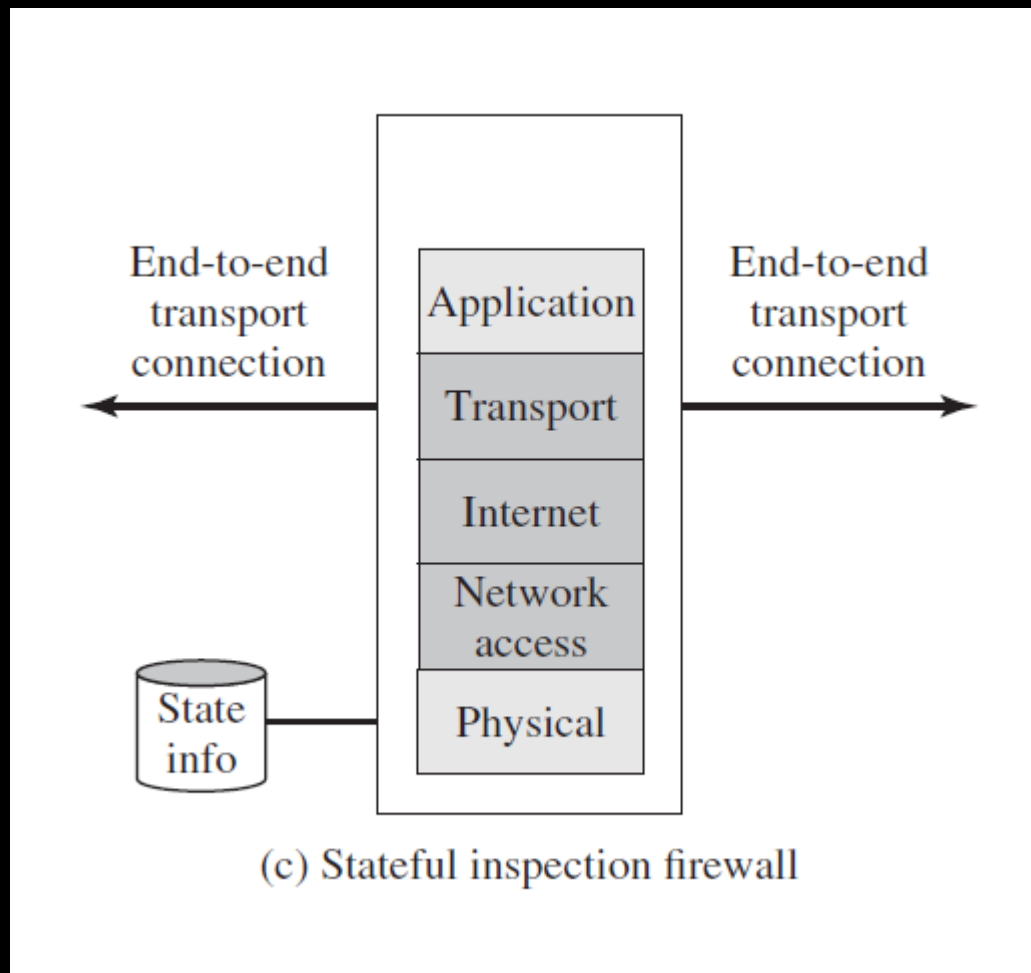 End-to-end
transport
connection
End-to-end
transport
connection
Application
Transport
Internet
Network
access
Physical
State
info
(c) Stateful inspection firewall